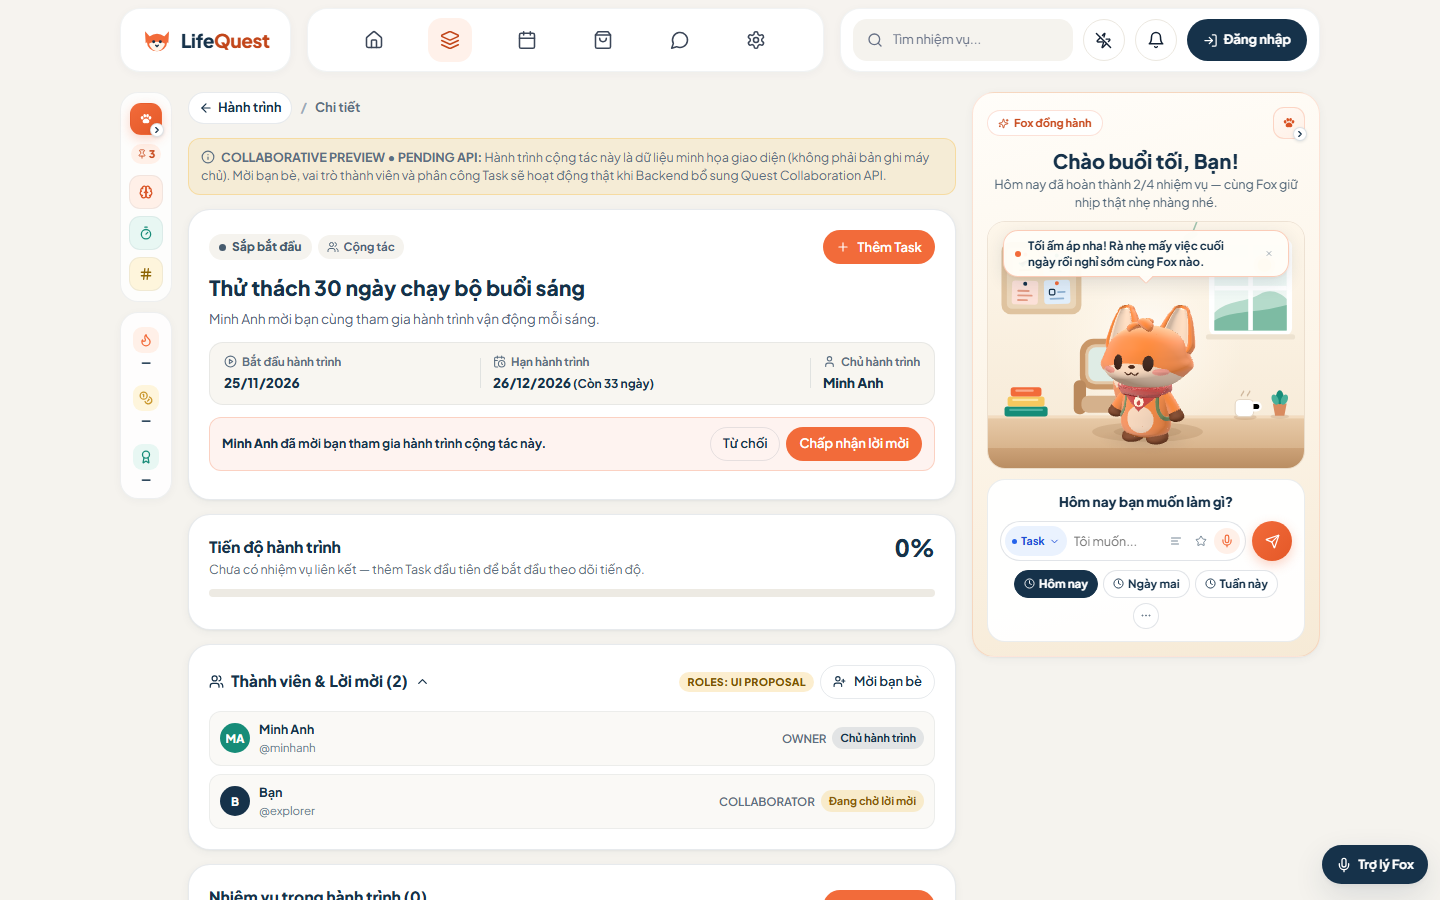 LifeQuest
Tìm nhiệm vụ...
Đăng nhập
3
Hành trình / Chi tiết
COLLABORATIVE PREVIEW • PENDING API: Hành trình cộng tác này là dữ liệu minh họa giao diện (không phải bản ghi máy
chủ). Mời bạn bè, vai trò thành viên và phân công Task sẽ hoạt động thật khi Backend bổ sung Quest Collaboration API.
Sắp bắt đầu
Cộng tác
Thêm Task
Thử thách 30 ngày chạy bộ buổi sáng
Minh Anh mời bạn cùng tham gia hành trình vận động mỗi sáng.
Bắt đầu hành trình
25/11/2026
Hạn hành trình
26/12/2026 (Còn 33 ngày)
Chủ hành trình
Minh Anh
Minh Anh đã mời bạn tham gia hành trình cộng tác này.
Từ chối
Chấp nhận lời mời
Tiến độ hành trình
0%
Chưa có nhiệm vụ liên kết — thêm Task đầu tiên để bắt đầu theo dõi tiến độ.
Thành viên & Lời mời (2)
ROLES: UI PROPOSAL
Mời bạn bè
MA
Minh Anh
@minhanh
OWNER
Chủ hành trình
B
Bạn
@explorer
COLLABORATOR
Đang chờ lời mời
Nhiệm vụ trong hành trình (0)
Fox đồng hành
Chào buổi tối, Bạn!
Hôm nay đã hoàn thành 2/4 nhiệm vụ — cùng Fox giữ
nhịp thật nhẹ nhàng nhé.
Tối ấm áp nha! Rà nhẹ mấy việc cuối
ngày rồi nghỉ sớm cùng Fox nào.
Hôm nay bạn muốn làm gì?
Task
Tôi muốn...
Hôm nay
Ngày mai
Tuần này
Trợ lý Fox